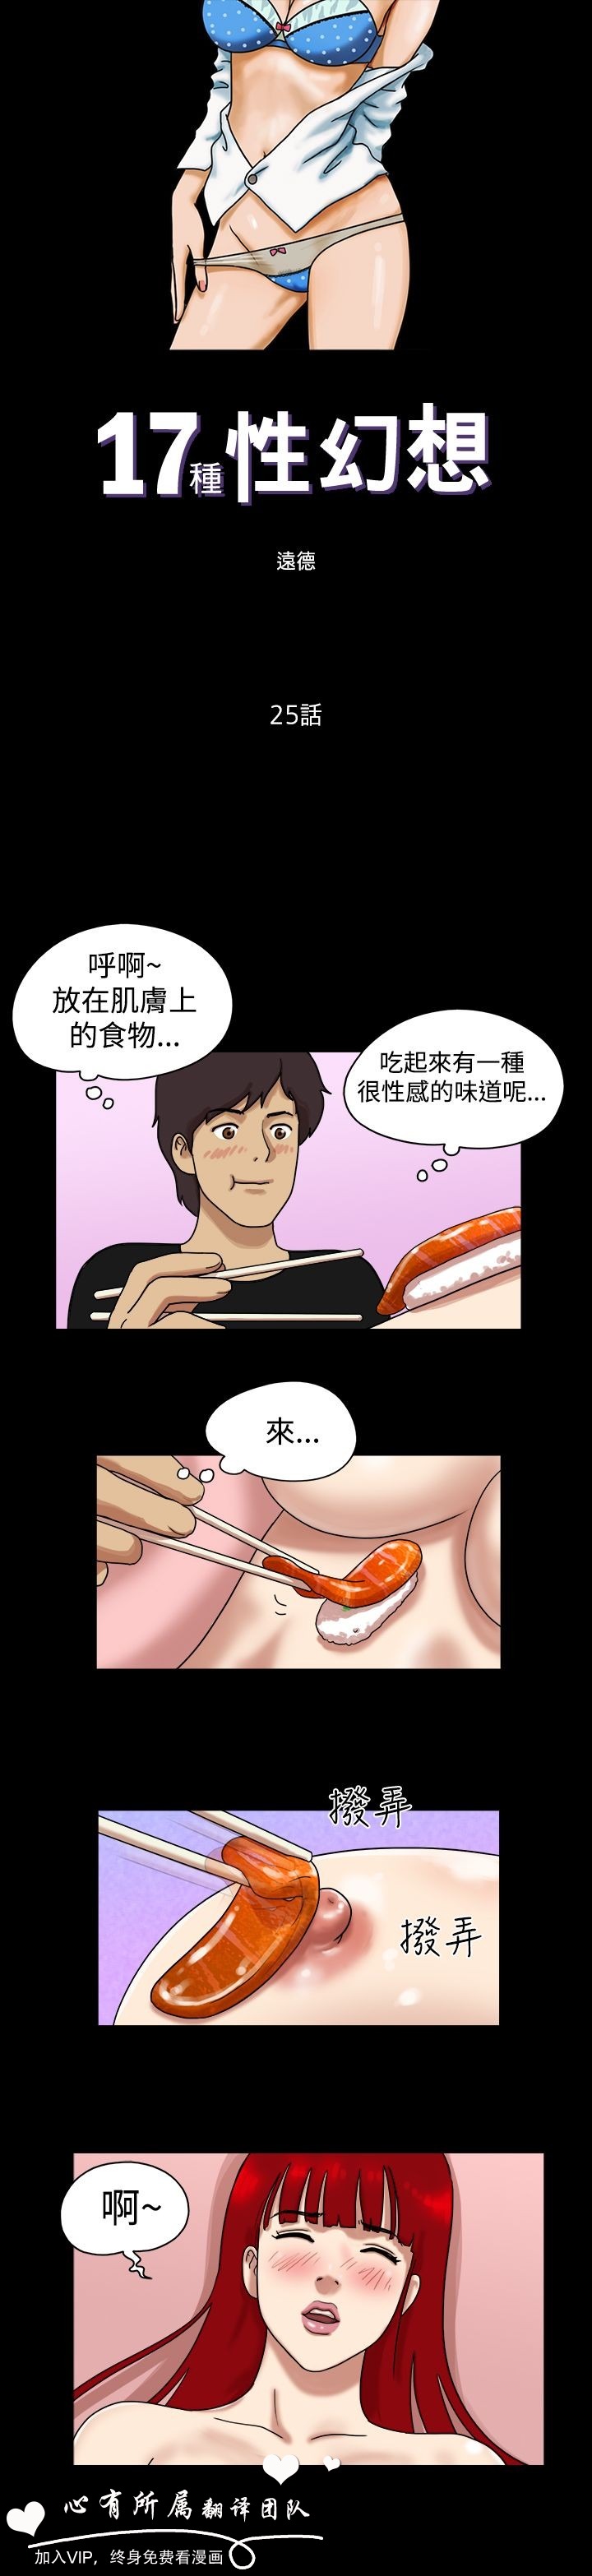 17種性幻想
遠德
25話
呼啊~
放在肌膚上
的食物...
吃起來有一種
很性感的味道呢...
來...
撥弄
撥弄
啊~
心有所属翻译团队
加入VIP，终身免费看漫画